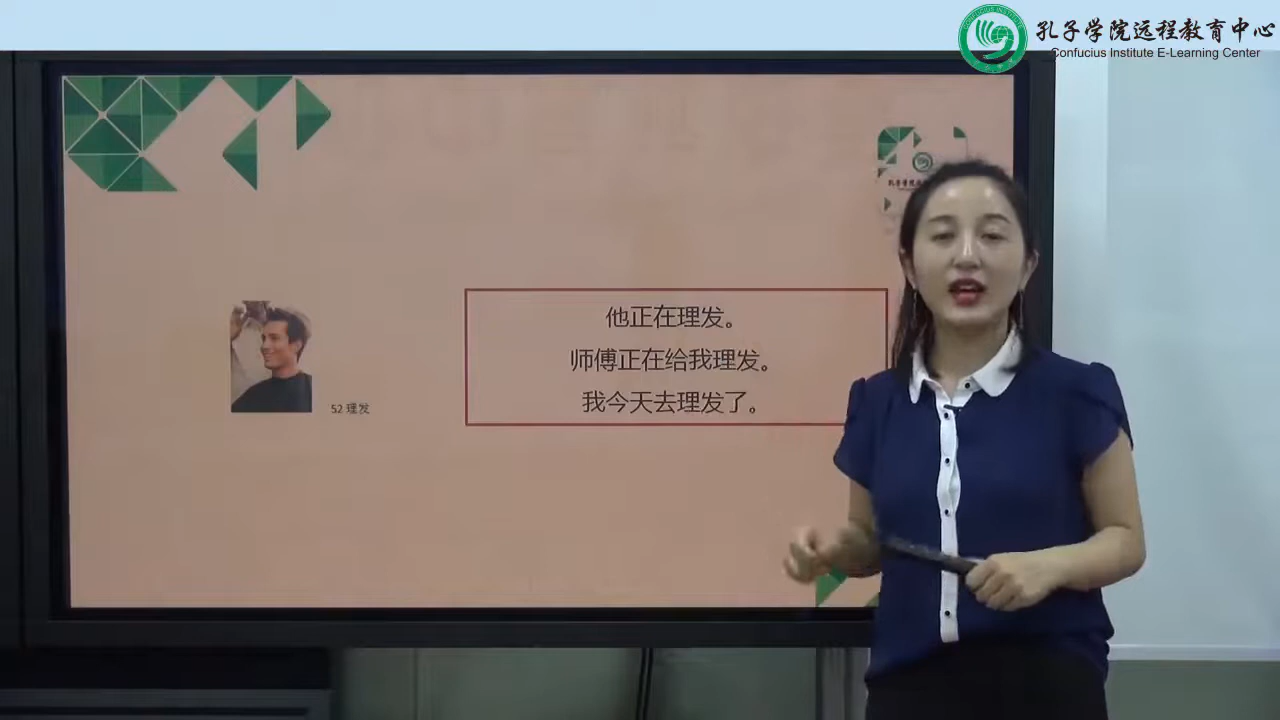 孔子学院远程教育中心
Confucius Institute E-Learning Center
他正在理发。
师傅正在给我理发。
我今天去理发了。
52 理发